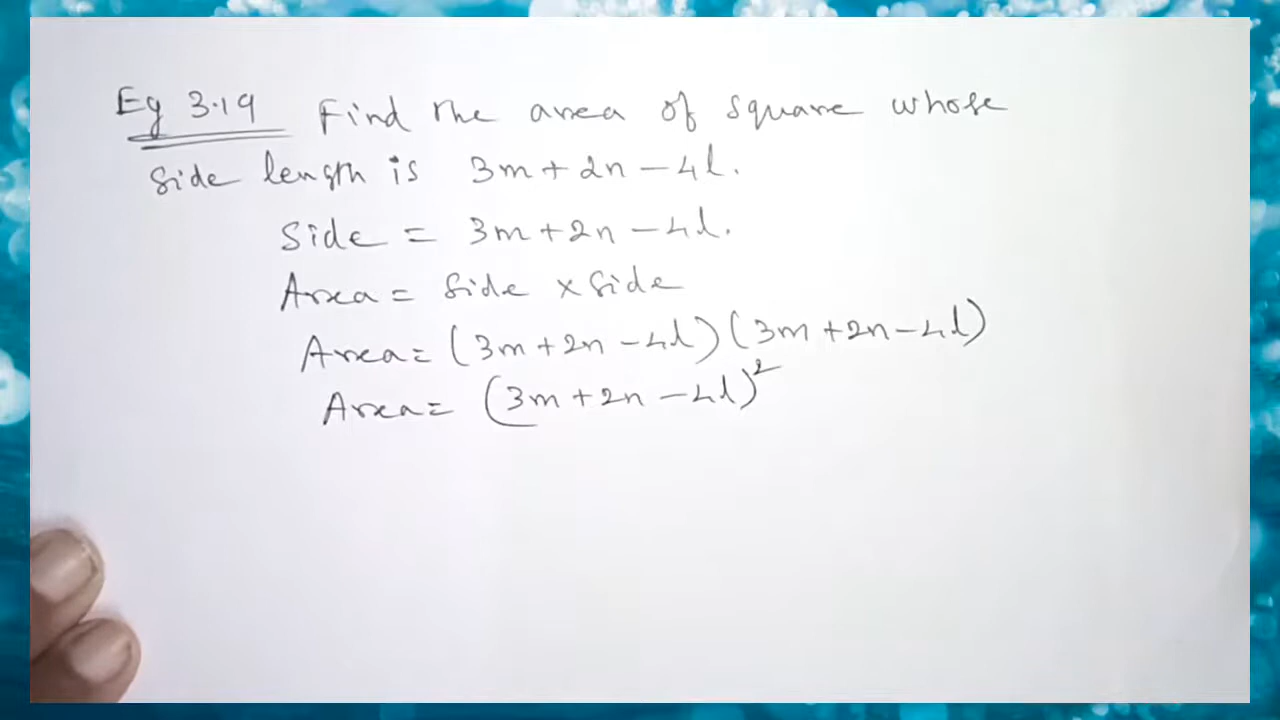 Eg 3.19 Find the area of square whose
side length is 3m + 2n - 4l.
Side = 3m + 2n - 4l.
Area = Side x Side
Area = (3m + 2n - 4l) (3m + 2n - 4l)
Area = (3m + 2n - 4l)²